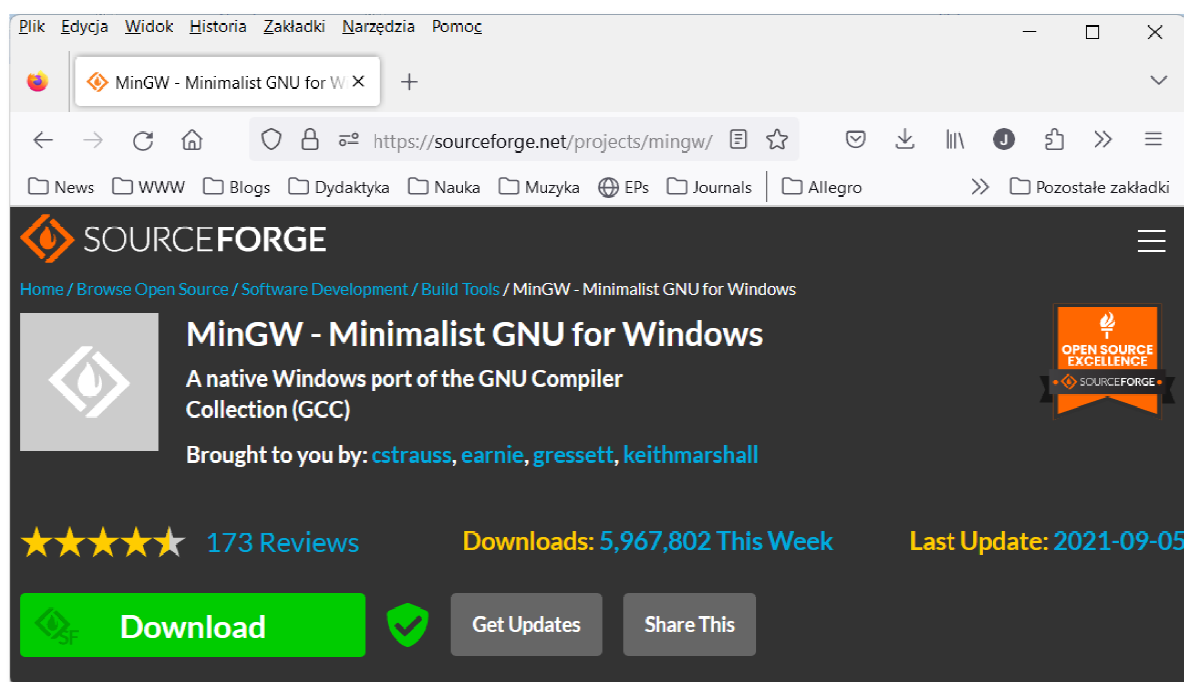 Plik Edycja Widok Historia Zakładki Narzędzia Pomoc
MinGW - Minimalist GNU for W
https://sourceforge.net/projects/mingw/ J
News WWW Blogs Dydaktyka Nauka Muzyka EPs Journals Allegro Pozostałe zakładki
SOURCEFORGE
Home / Browse Open Source / Software Development / Build Tools / MinGW - Minimalist GNU for Windows
MinGW - Minimalist GNU for Windows
A native Windows port of the GNU Compiler
Collection (GCC)
Brought to you by: cstrauss, earnie, gressett, keithmarshall
OPEN SOURCE
EXCELLENCE
SOURCEFORGE
173 Reviews Downloads: 5,967,802 This Week Last Update: 2021-09-05
SF Download Get Updates Share This